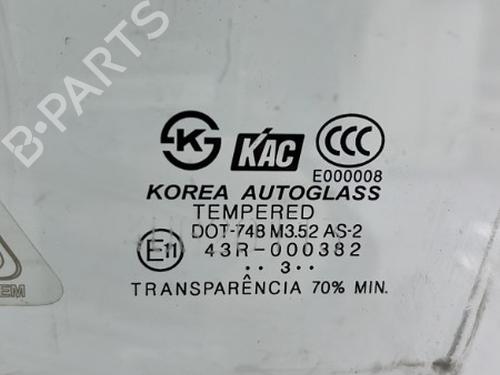 B-PARTS
KAC
CCC
E000008
KOREA AUTOGLASS
TEMPERED
DOT-748 M3.52 AS-2
E11 43R-000382
·· 3 ··
TRANSPARÊNCIA 70% MIN.